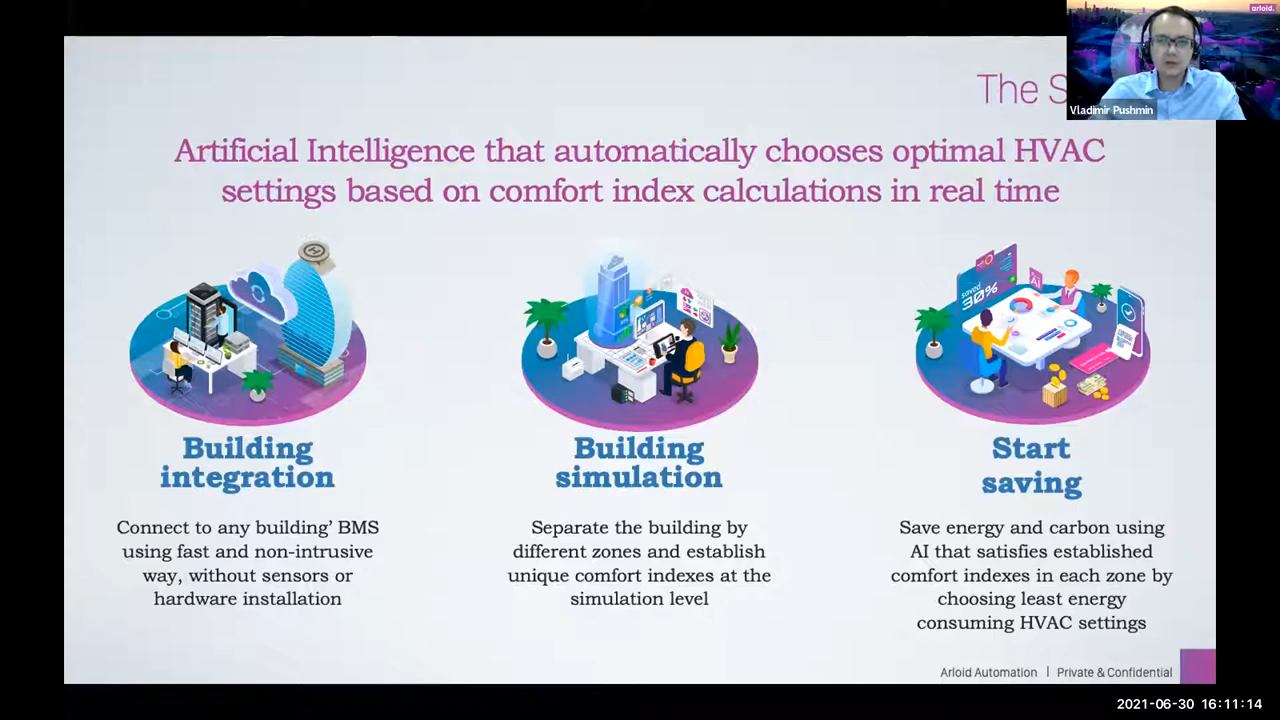 arloid.
Vladimir Pushmin
The S
Artificial Intelligence that automatically chooses optimal HVAC
settings based on comfort index calculations in real time
saved
30%
AI
Building
integration
Connect to any building’ BMS
using fast and non-intrusive
way, without sensors or
hardware installation
Building
simulation
Separate the building by
different zones and establish
unique comfort indexes at the
simulation level
Start
saving
Save energy and carbon using
AI that satisfies established
comfort indexes in each zone by
choosing least energy
consuming HVAC settings
Arloid Automation | Private & Confidential
2021-06-30 16:11:14